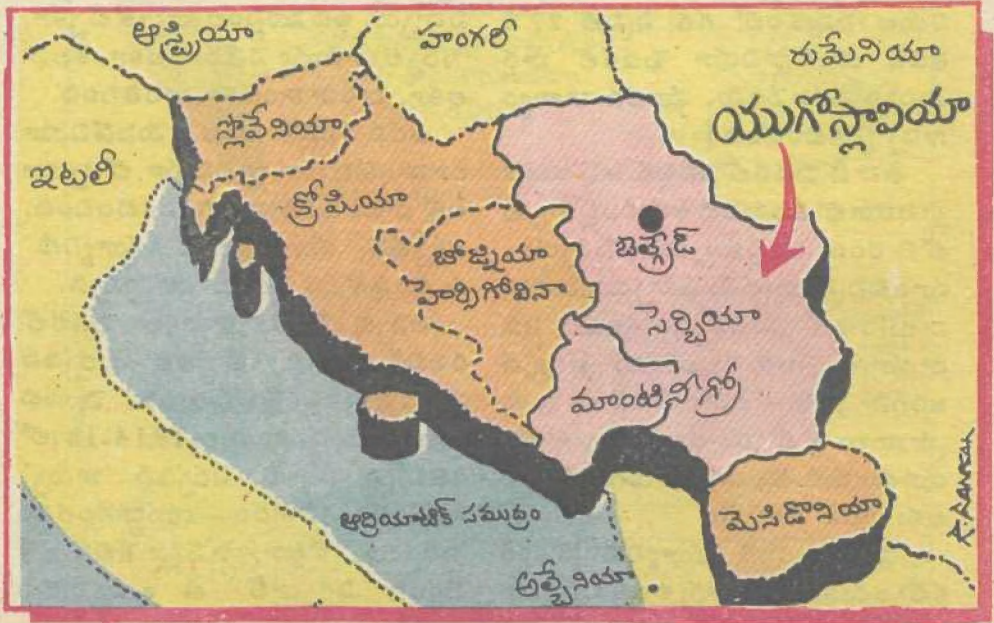 ఆస్ట్రియా
హంగరీ
రుమేనియా
యుగోస్లావియా
ఇటలీ
స్లొవేనియా
క్రోషియా
బోజ్నియా
హెర్సిగోవినా
బెల్గ్రేడ్
సెర్బియా
మాంటినీగ్రో
మెసిడొనియా
ఆడ్రియాటిక్ సముద్రం
అల్బేనియా